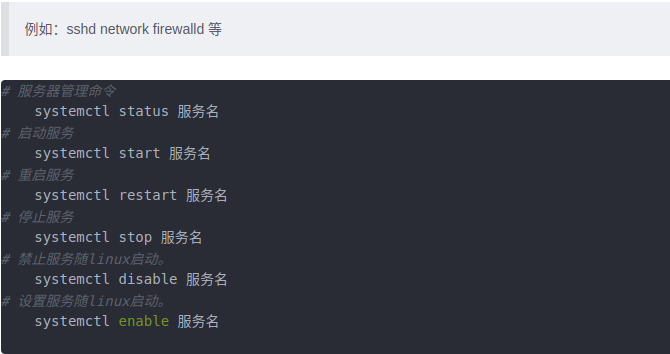 例如：sshd network firewalld 等
# 服务器管理命令
systemctl status 服务名
# 启动服务
systemctl start 服务名
# 重启服务
systemctl restart 服务名
# 停止服务
systemctl stop 服务名
# 禁止服务随linux启动。
systemctl disable 服务名
# 设置服务随linux启动。
systemctl enable 服务名